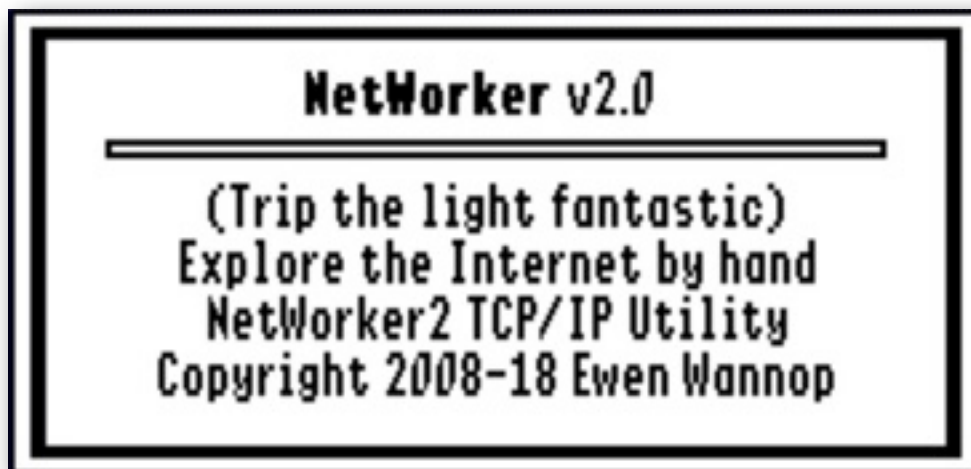 NetWorker v2.0
(Trip the light fantastic)
Explore the Internet by hand
NetWorker2 TCP/IP Utility
Copyright 2008-18 Ewen Wannop